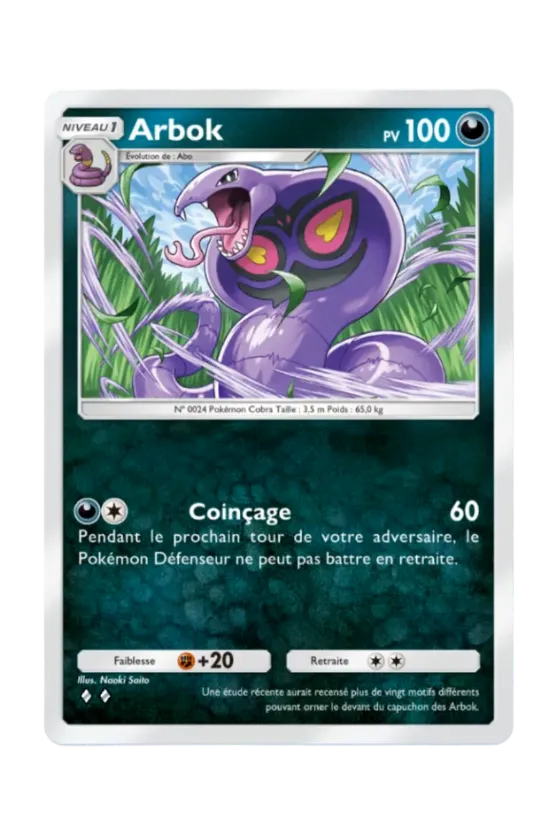 NIVEAU 1 Arbok PV 100
Évolution de : Abo
N° 0024 Pokémon Cobra Taille : 3,5 m Poids : 65,0 kg
Coinçage 60
Pendant le prochain tour de votre adversaire, le
Pokémon Défenseur ne peut pas battre en retraite.
Faiblesse +20 Retraite
Illus. Naoki Saito
Une étude récente aurait recensé plus de vingt motifs différents
pouvant orner le devant du capuchon des Arbok.